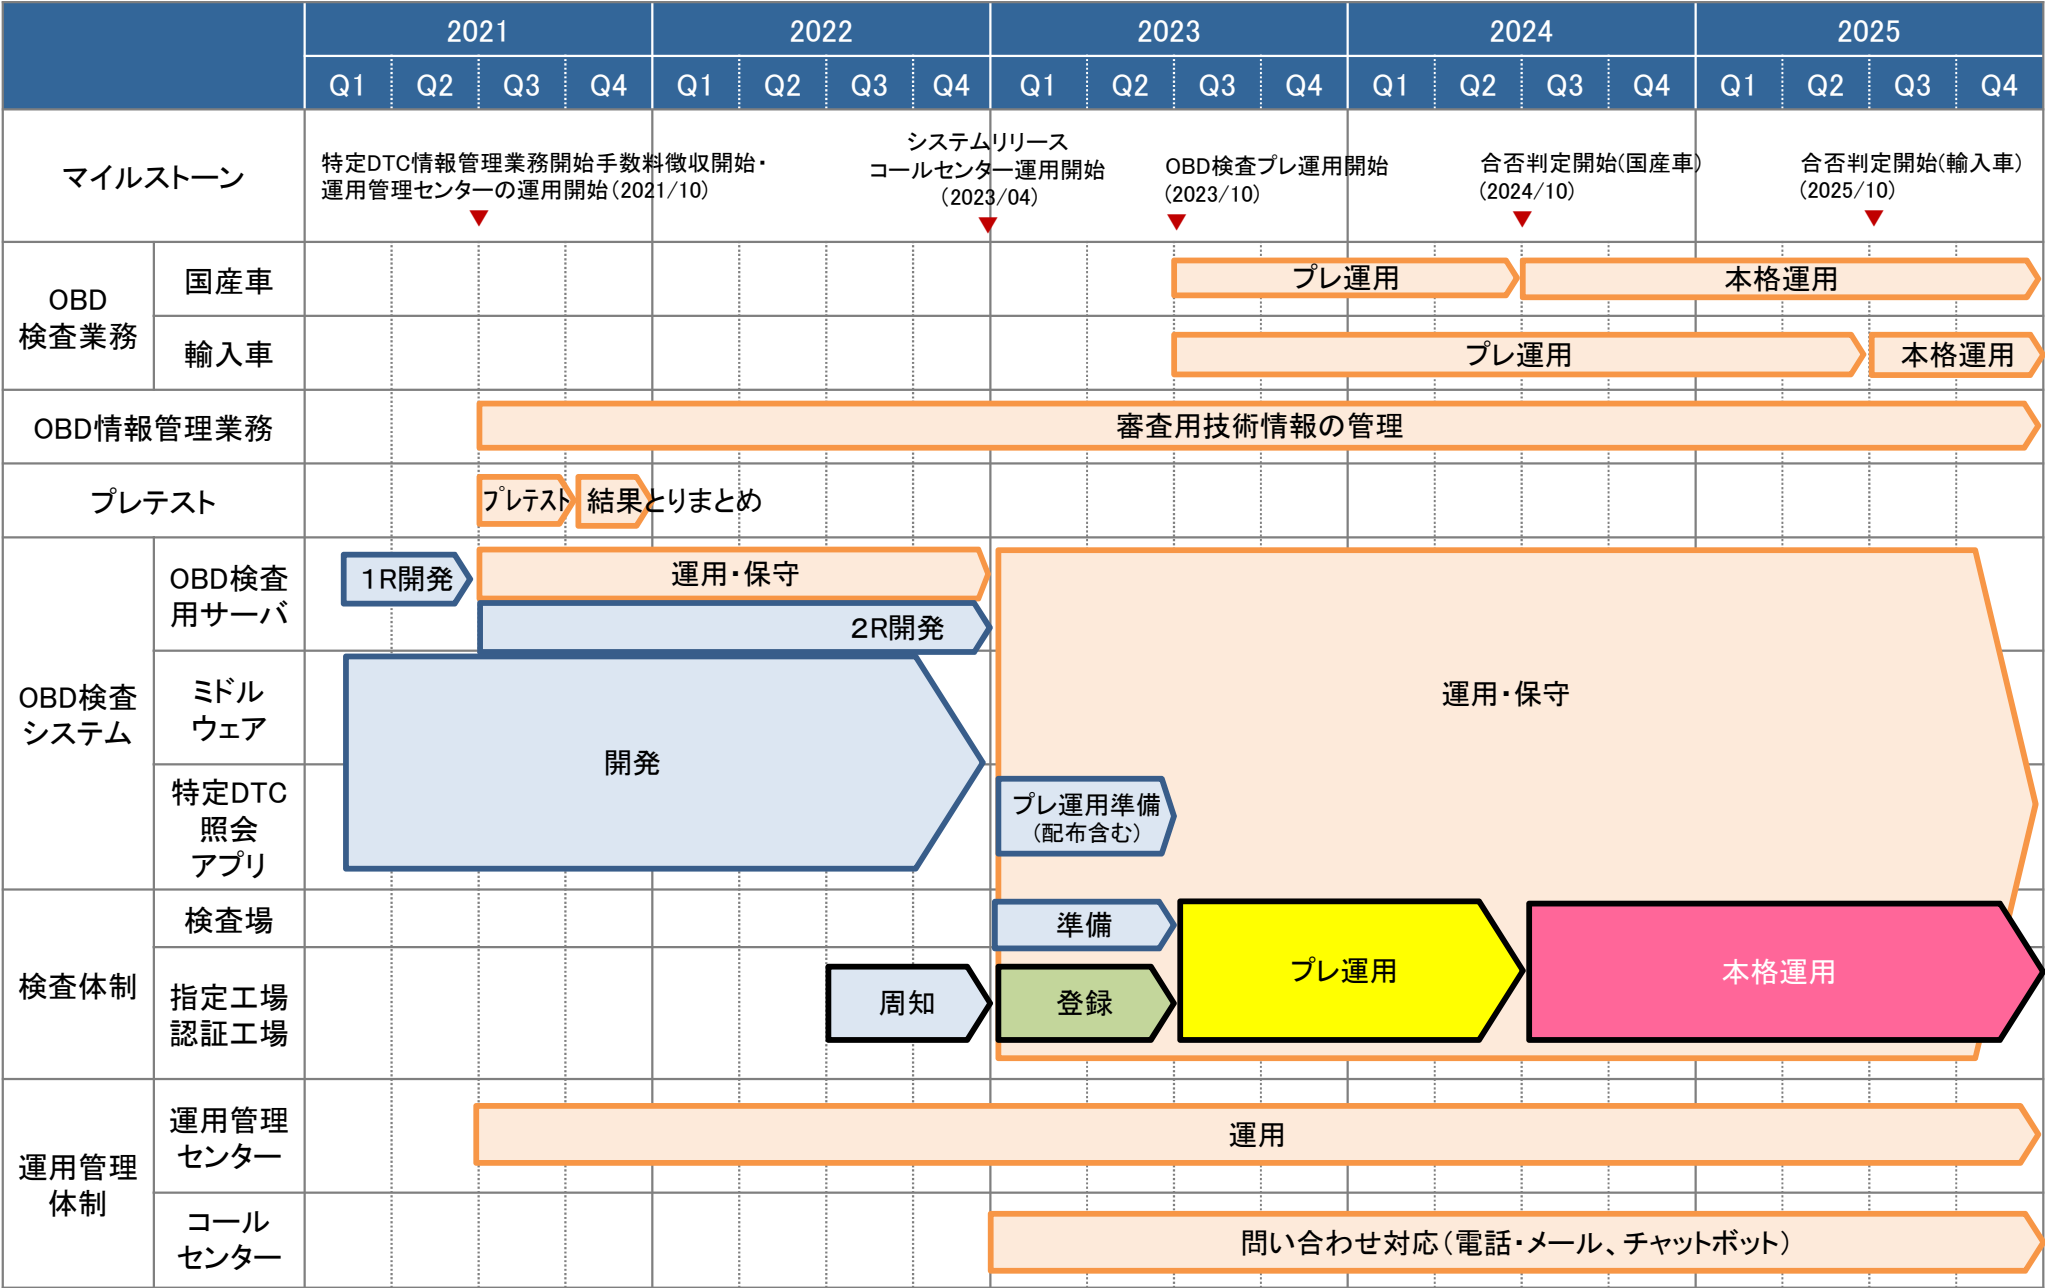 2021 2022 2023 2024 2025
Q1 Q2 Q3 Q4 Q1 Q2 Q3 Q4 Q1 Q2 Q3 Q4 Q1 Q2 Q3 Q4 Q1 Q2 Q3 Q4
マイルストーン
特定DTC情報管理業務開始手数料徴収開始・
運用管理センターの運用開始(2021/10)
システムリリース
コールセンター運用開始
(2023/04)
OBD検査プレ運用開始
(2023/10)
合否判定開始(国産車)
(2024/10)
合否判定開始(輸入車)
(2025/10)
OBD
検査業務
国産車
プレ運用
本格運用
輸入車
プレ運用
本格運用
OBD情報管理業務
審査用技術情報の管理
プレテスト
プレテスト
結果とりまとめ
OBD検査
システム
OBD検査
用サーバ
1R開発
運用・保守
2R開発
ミドル
ウェア
開発
運用・保守
特定DTC
照会
アプリ
プレ運用準備
(配布含む)
検査体制
検査場
準備
プレ運用
本格運用
指定工場
認証工場
周知
登録
運用管理
体制
運用管理
センター
運用
コール
センター
問い合わせ対応(電話・メール、チャットボット)